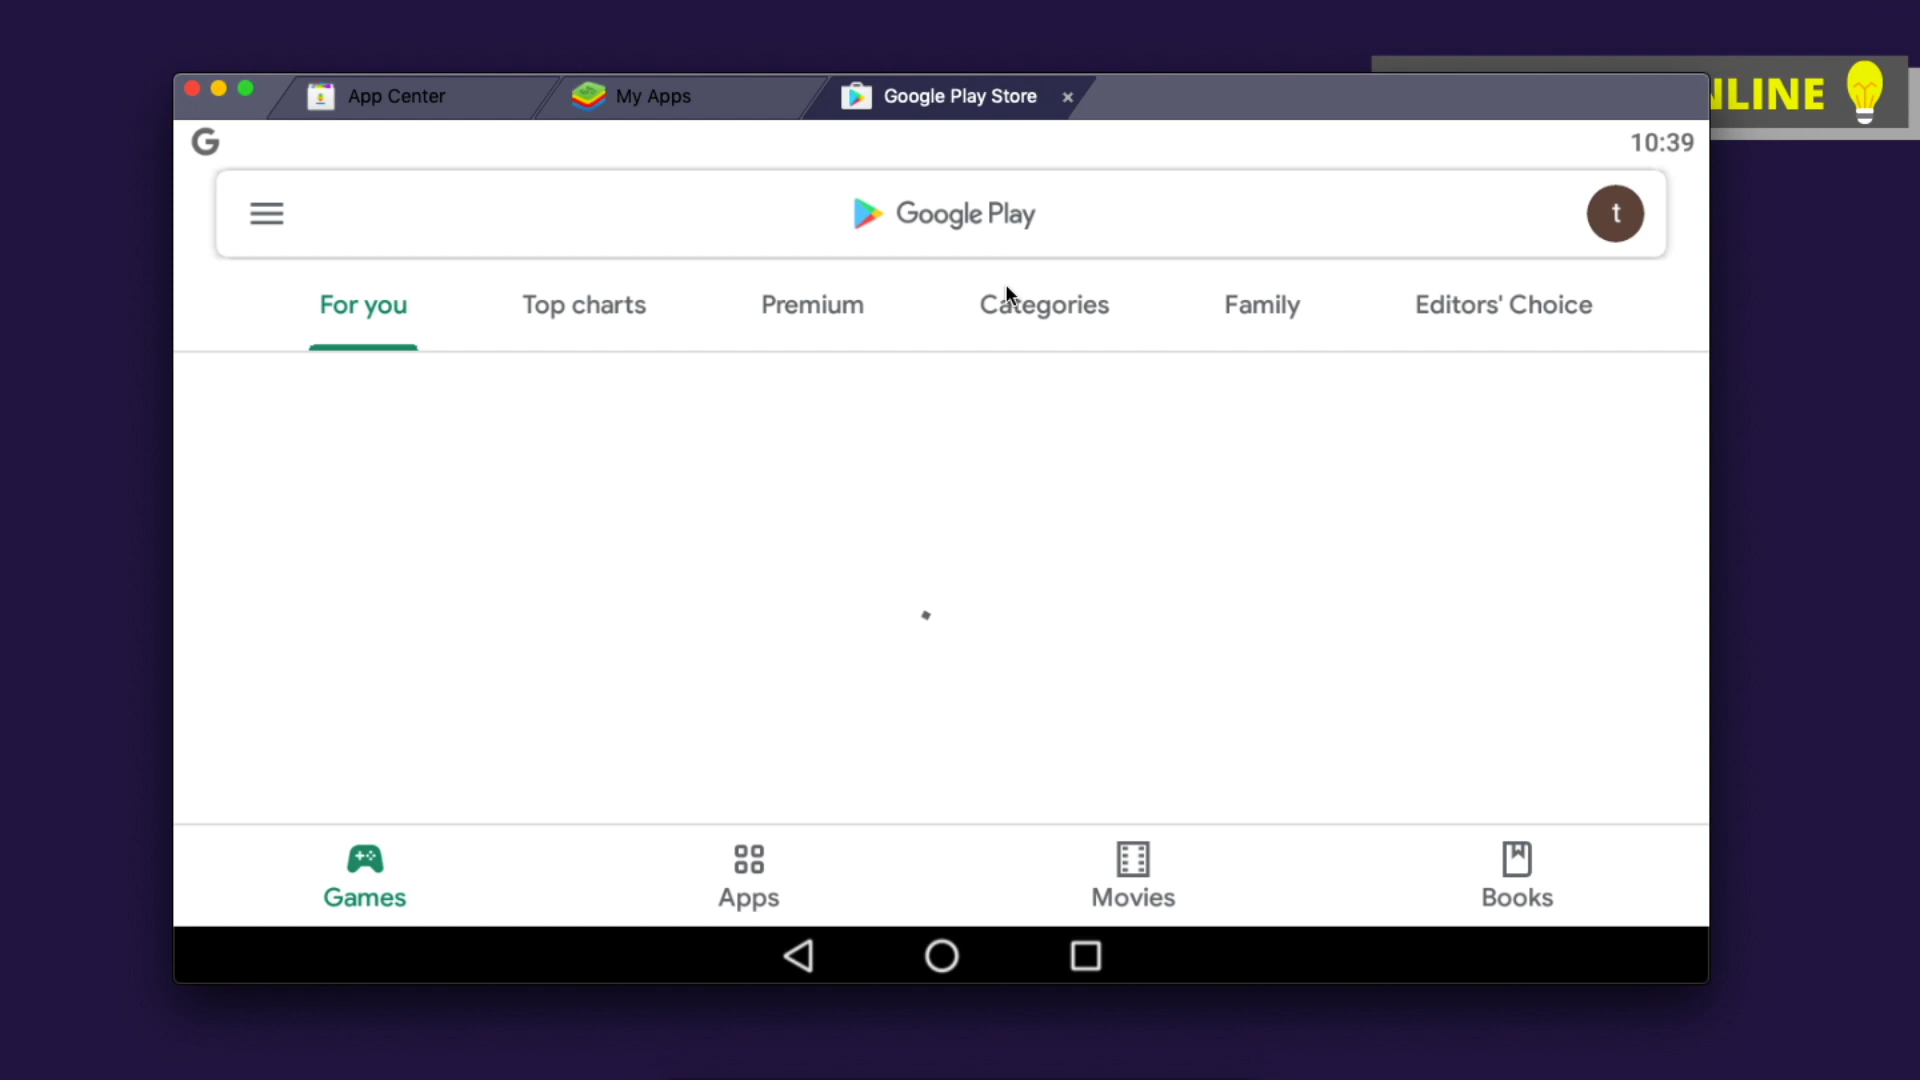 App Center
My Apps
Google Play Store
NLINE
10:39
Google Play
t
For you
Top charts
Premium
Categories
Family
Editors' Choice
Games
Apps
Movies
Books